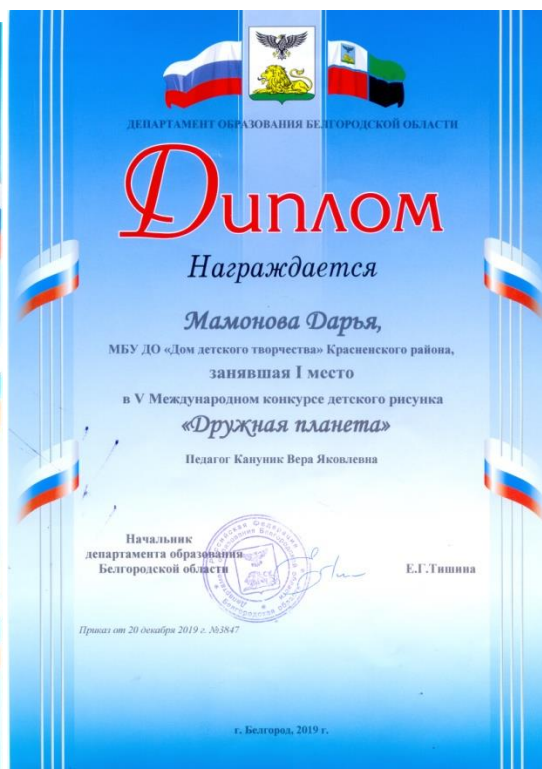 ДЕПАРТАМЕНТ ОБРАЗОВАНИЯ БЕЛГОРОДСКОЙ ОБЛАСТИ
Диплом
Награждается
Мамонова Дарья,
МБУ ДО «Дом детского творчества» Красненского района,
занявшая I место
в V Международном конкурсе детского рисунка
«Дружная планета»
Педагог Кануник Вера Яковлевна
Начальник
департамента образования
Белгородской области
Е.Г.Тишина
Приказ от 20 декабря 2019 г. №3847
г. Белгород, 2019 г.